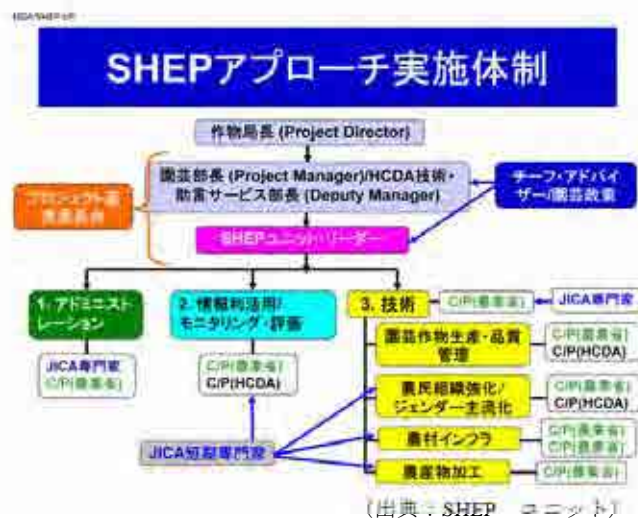 SHEPアプローチ実施体制
作物局長 (Project Director)
園芸部長 (Project Manager)/HCDA技術・
助言サービス部長 (Deputy Manager)
チーフ・アドバイ
ザー/園芸政策
プロジェクト運
営委員会
SHEPユニット・リーダー
1. アドミニスト
レーション
2. 情報利活用/
モニタリング・評価
3. 技術
C/P(農業省)
JICA専門家
JICA専門家
C/P(農業省)
C/P(農業省)
C/P(HCDA)
園芸作物生産・品質
管理
C/P(農業省)
C/P(HCDA)
農民組織強化/
ジェンダー主流化
C/P(農業省)
C/P(HCDA)
JICA短期専門家
農村インフラ
C/P(農業省)
C/P(農業省)
農産物加工
C/P(農業省)
(出典:SHEP ユニット)